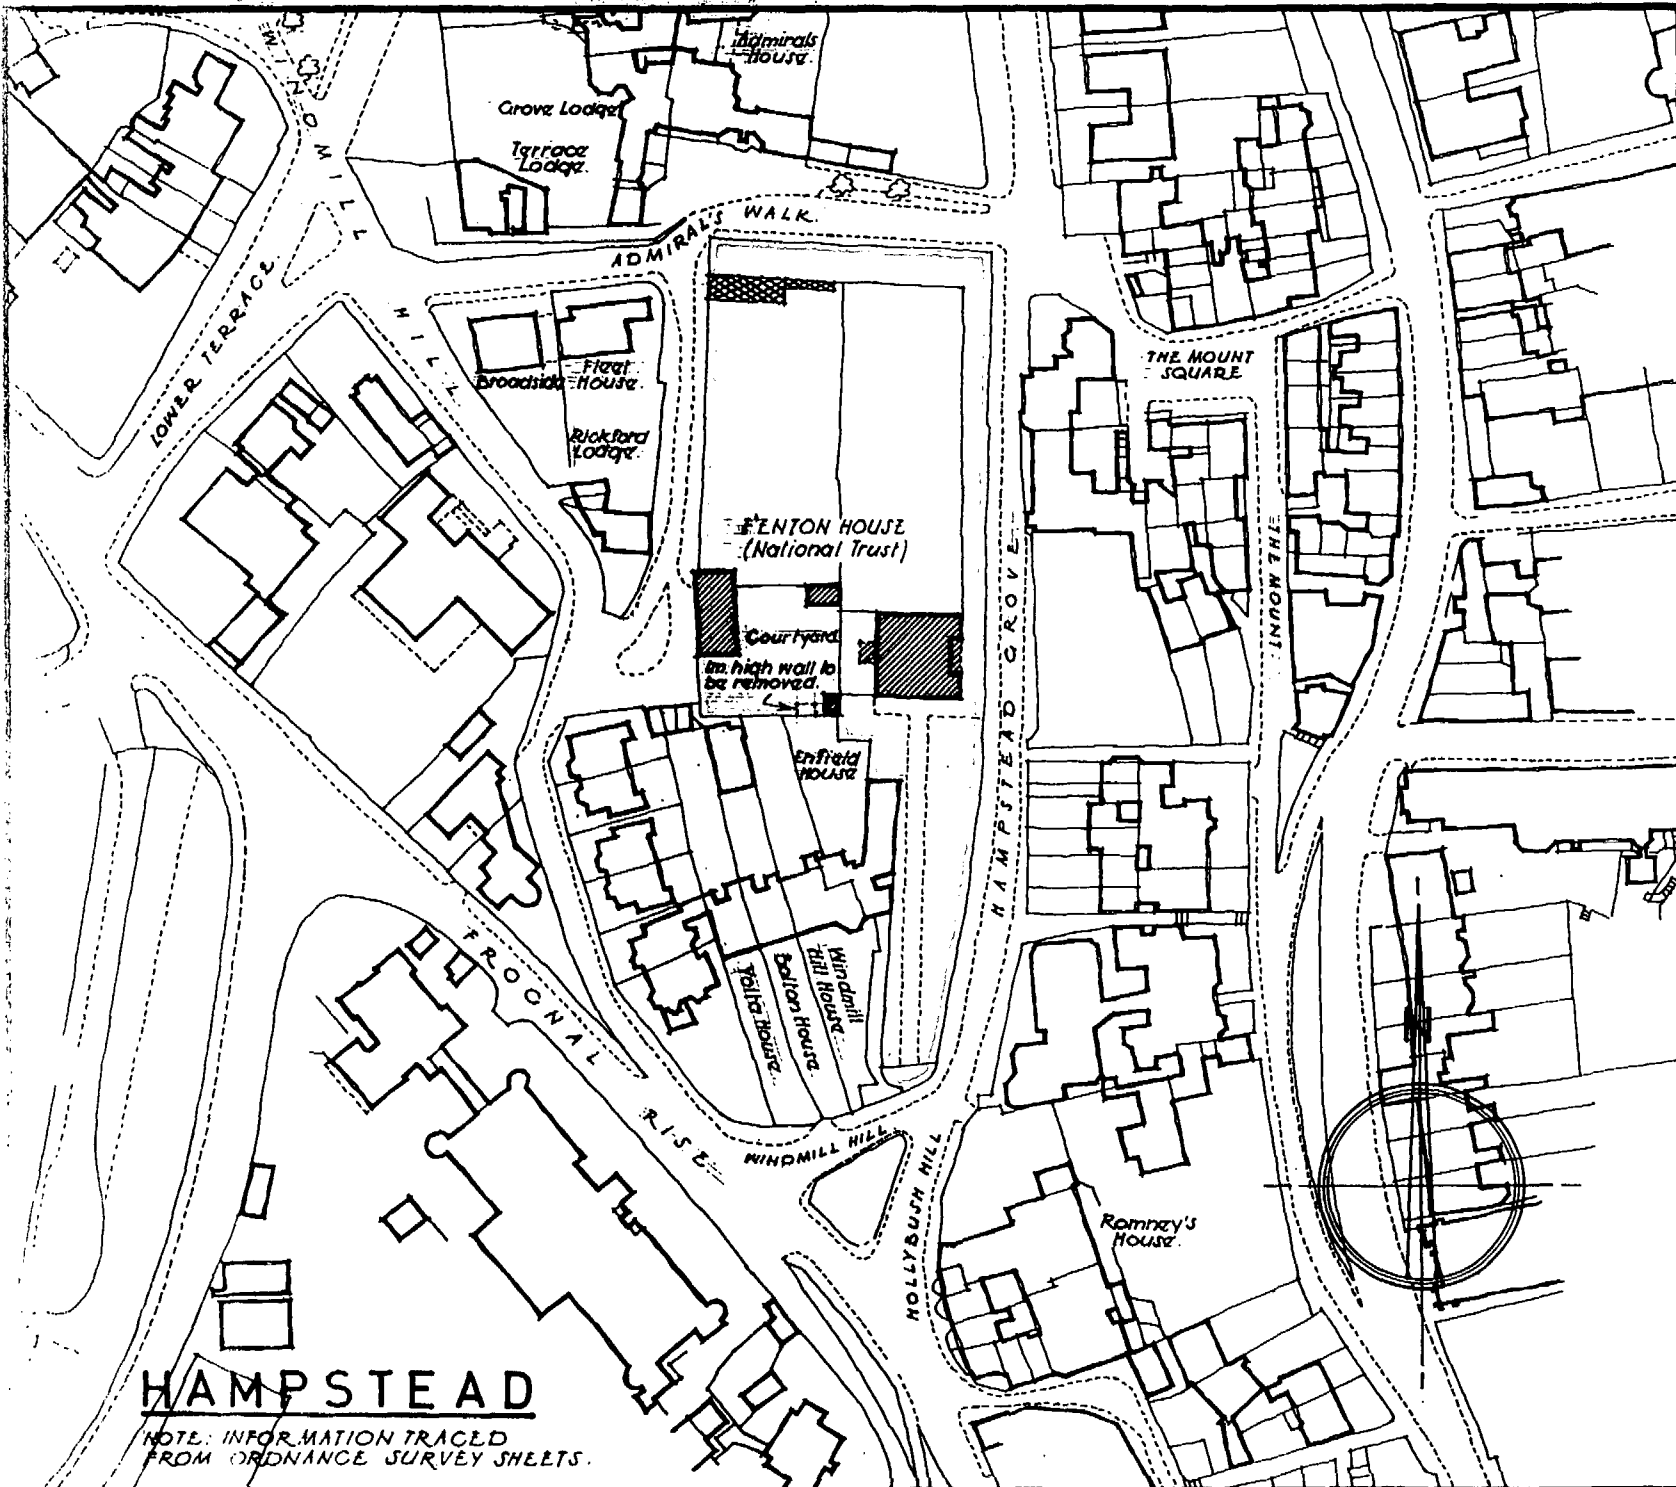 Admirals
House.
Grove Lodge
Terrace
Lodge.
WINDMILL HILL
ADMIRAL'S WALK.
LOWER TERRACE.
Broadside
Fleet
House.
Rickford
Lodge.
THE MOUNT
SQUARE
FENTON HOUSE
(National Trust)
Courtyard
1m. high wall to
be removed.
HAMPSTEAD GROVE
THE MOUNT
Enfield
House
Windmill
Hill House.
Bolton House.
Volta House.
FROGNAL RISE
WINDMILL HILL.
HOLLYBUSH HILL
Romney's
House.
HAMPSTEAD
NOTE: INFORMATION TRACED
FROM ORDNANCE SURVEY SHEETS.